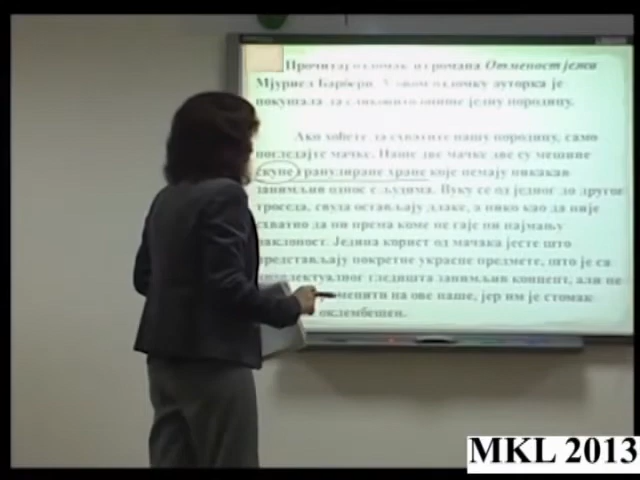 Прочитај одломак из романа Отменост јежа
Мјуриел Барбери. У овом одломку ауторка је
покушала да сликовито опише једну породицу.
Ако хоћете да схватите нашу породицу, само
погледајте мачке. Наше две мачке две су мешине
скупе гранулиране хране које немају никакав
занимљив однос с људима. Вуку се од једног до другог
троседа, свуда остављају длаке, а нико као да није
схватио да ни према коме не гаје ни најмању
наклоност. Једина корист од мачака јесте што
представљају покретне украсне предмете, што је са
интелектуалног гледишта занимљив концепт, али не
на ове наше, јер им је стомак
оклембешен.
MKL 2013